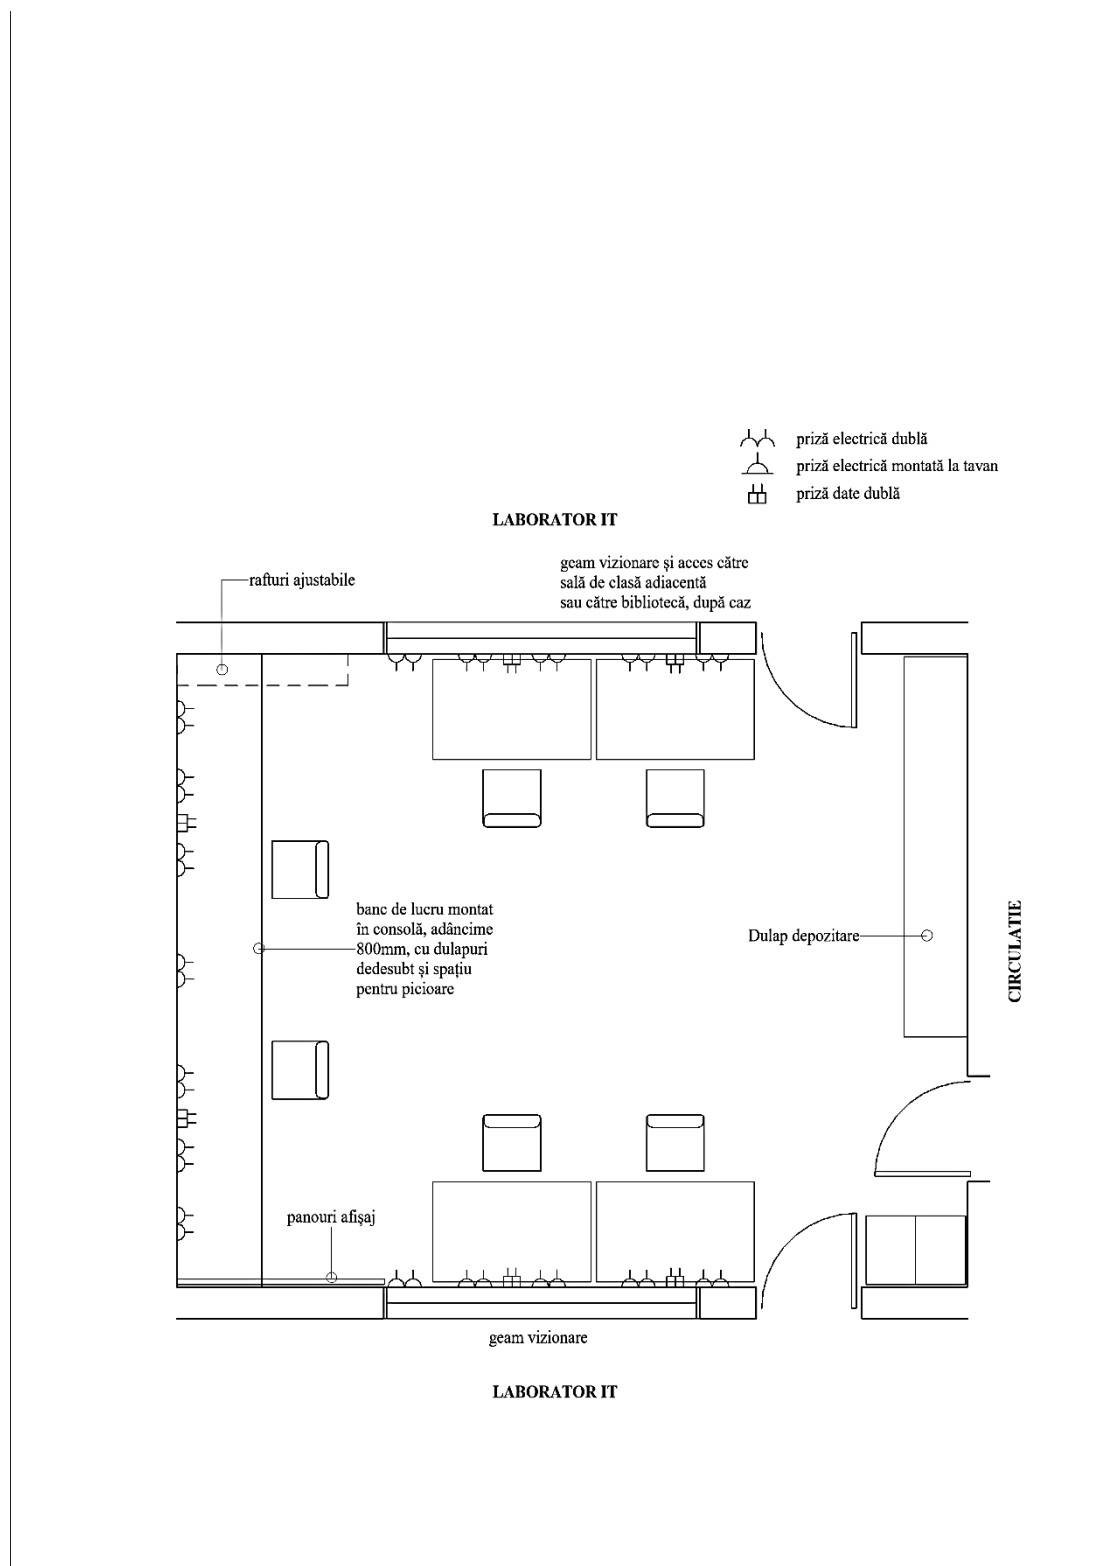 priză electrică dublă
priză electrică montată la tavan
priză date dublă
LABORATOR IT
geam vizionare și acces către
sală de clasă adiacentă
sau către bibliotecă, după caz
rafturi ajustabile
banc de lucru montat
în consolă, adâncime
800mm, cu dulapuri
dedesubt și spațiu
pentru picioare
Dulap depozitare
CIRCULATIE
panouri afișaj
geam vizionare
LABORATOR IT